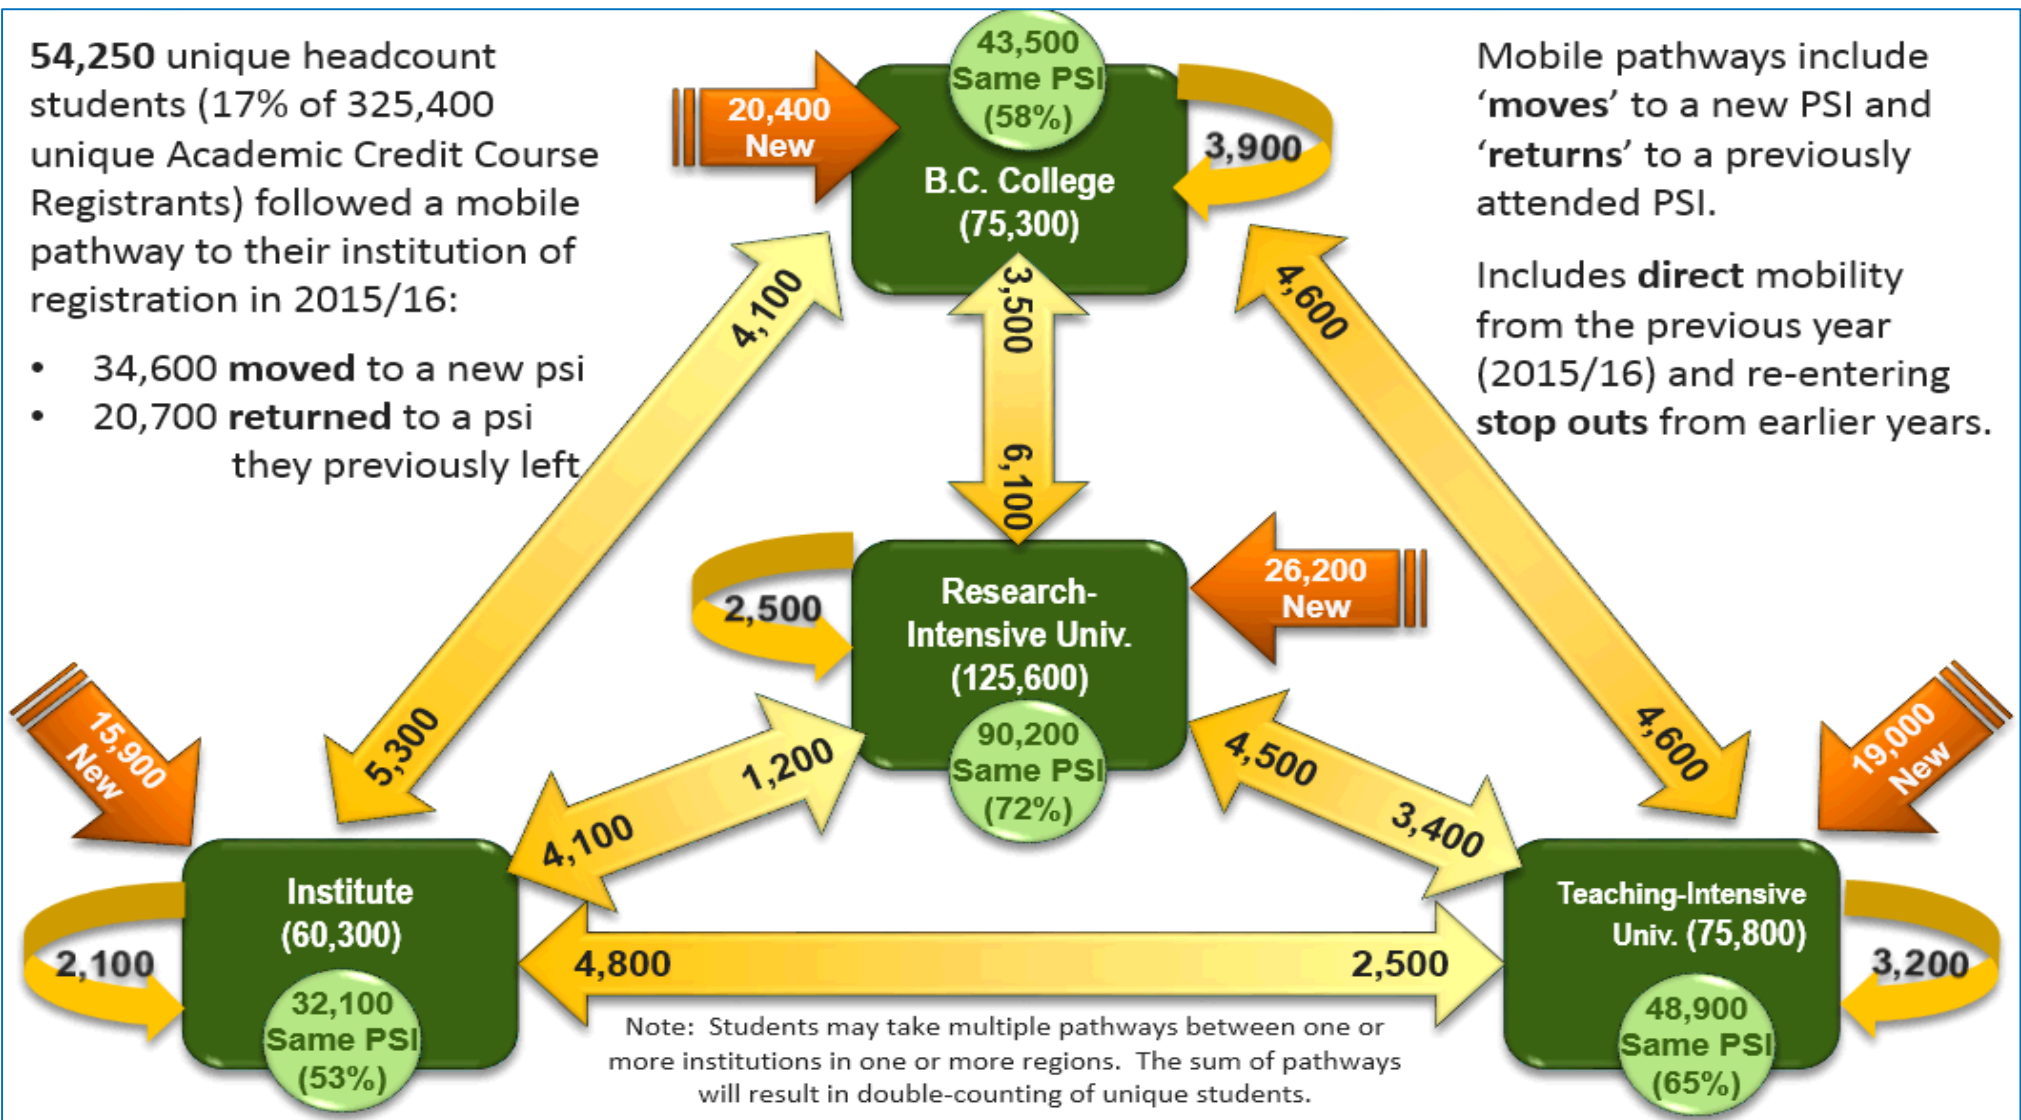 54,250 unique headcount
students (17% of 325,400
unique Academic Credit Course
Registrants) followed a mobile
pathway to their institution of
registration in 2015/16:
• 34,600 moved to a new psi
• 20,700 returned to a psi
they previously left
43,500
Same PSI
(58%)
20,400
New
B.C. College
(75,300)
3,900
Mobile pathways include
‘moves’ to a new PSI and
‘returns’ to a previously
attended PSI.
Includes direct mobility
from the previous year
(2015/16) and re-entering
stop outs from earlier years.
4,100
5,300
3,500
6,100
4,600
4,600
2,500
Research-
Intensive Univ.
(125,600)
26,200
New
90,200
Same PSI
(72%)
15,900
New
1,200
4,100
4,500
3,400
19,000
New
Institute
(60,300)
2,100
32,100
Same PSI
(53%)
4,800
2,500
Teaching-Intensive
Univ. (75,800)
3,200
48,900
Same PSI
(65%)
Note: Students may take multiple pathways between one or
more institutions in one or more regions. The sum of pathways
will result in double-counting of unique students.